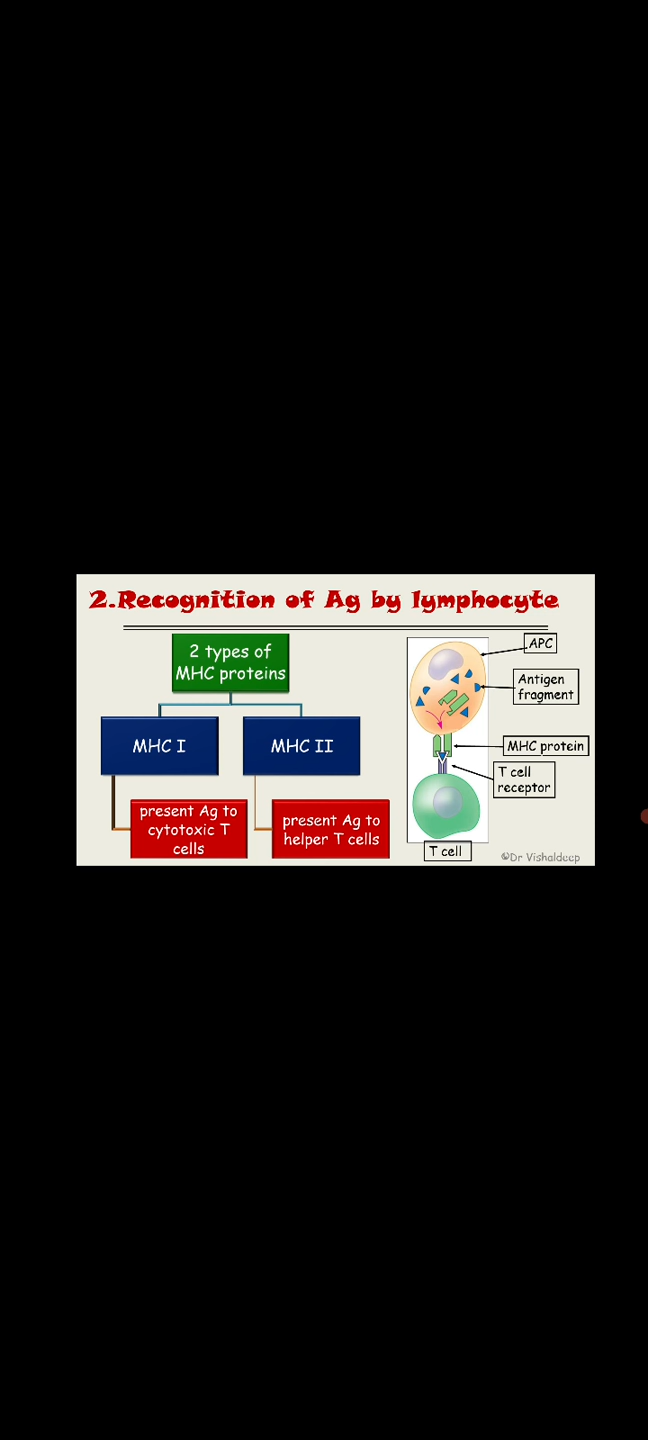 2.Recognition of Ag by lymphocyte
2 types of
MHC proteins
MHC I
MHC II
present Ag to
cytotoxic T
cells
present Ag to
helper T cells
APC
Antigen
fragment
MHC protein
T cell
receptor
T cell
©Dr Vishaldeep